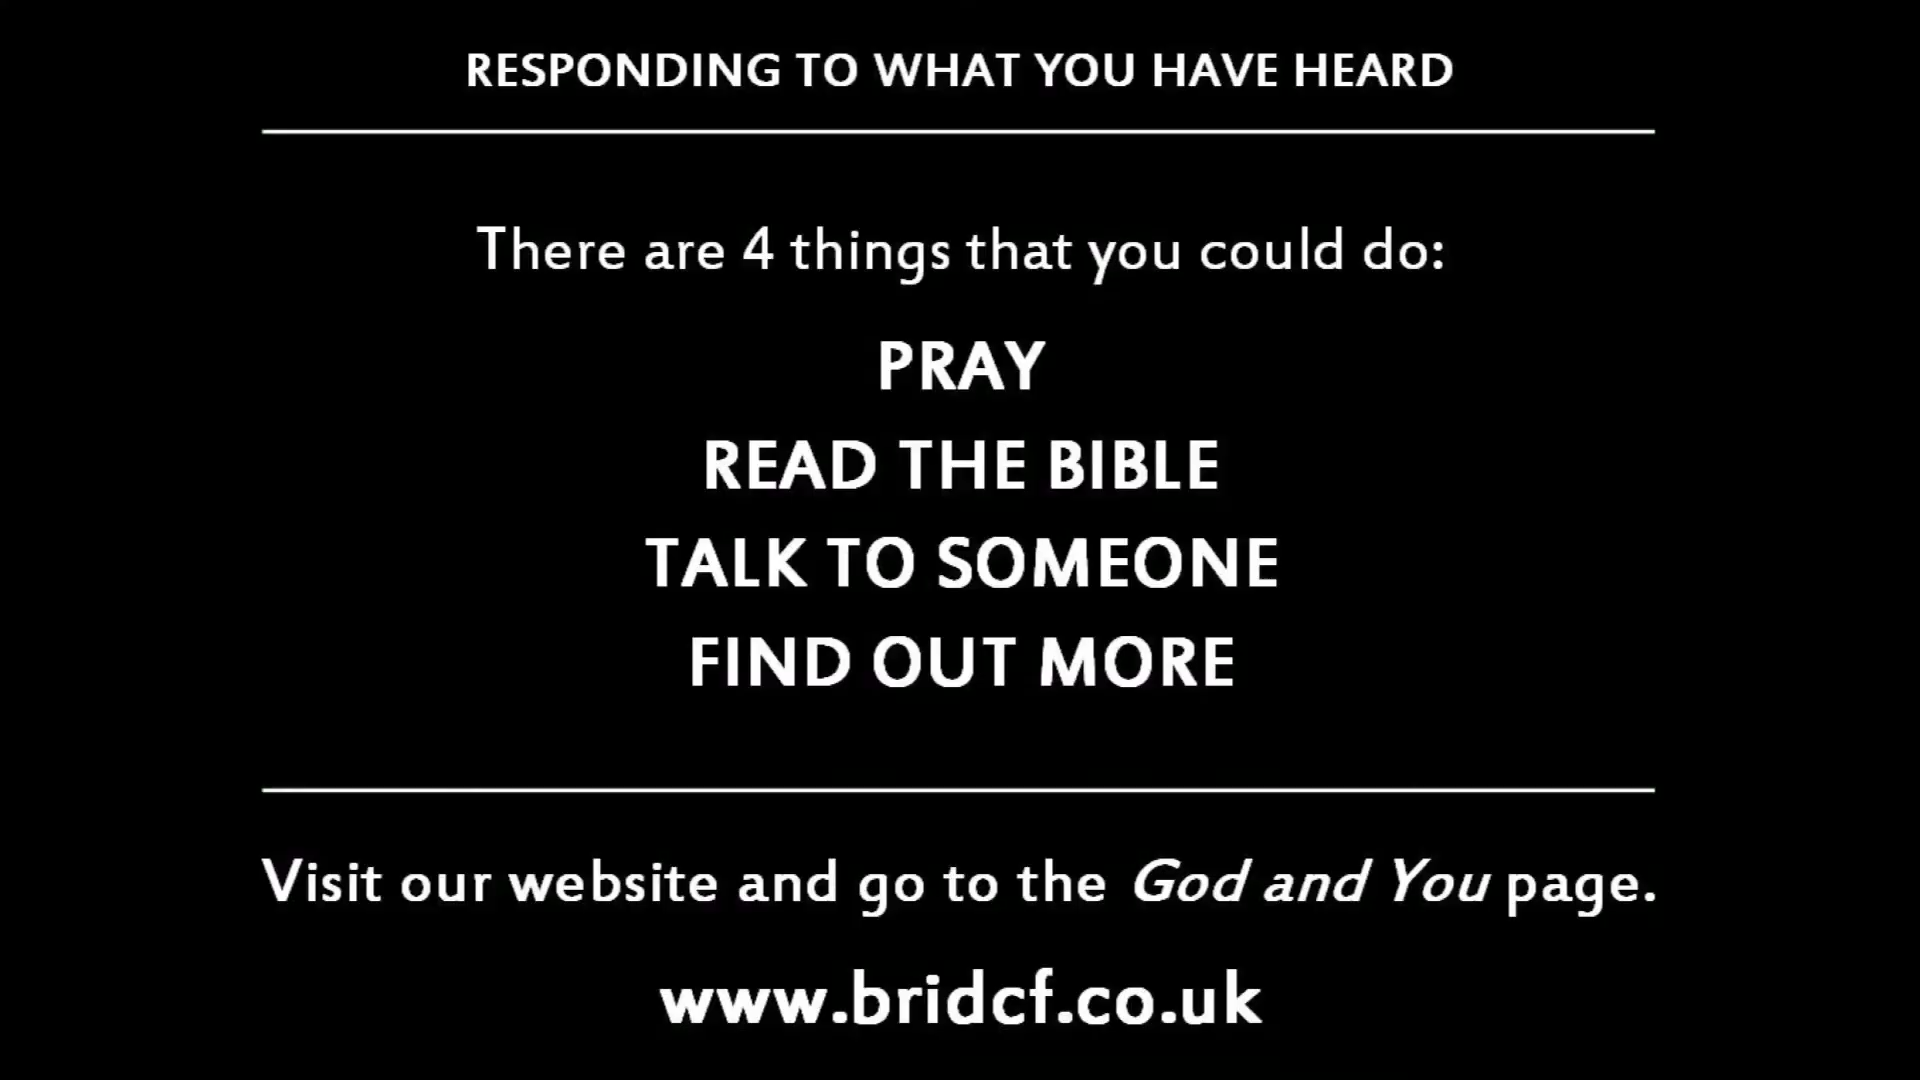 RESPONDING TO WHAT YOU HAVE HEARD
There are 4 things that you could do:
PRAY
READ THE BIBLE
TALK TO SOMEONE
FIND OUT MORE
Visit our website and go to the God and You page.
www.bridcf.co.uk